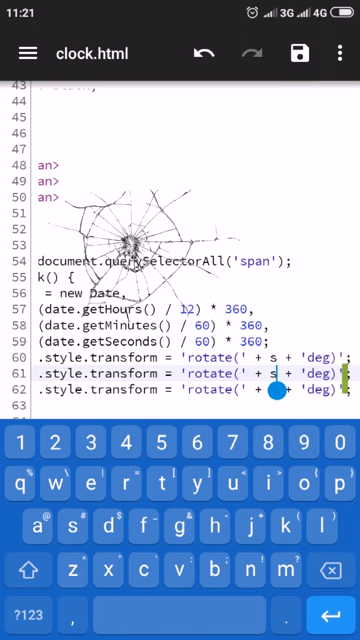 11:21 3G 4G
clock.html
43
44
45
46
47
48 an>
49 an>
50 an>
51
52
53
54 document.querySelectorAll('span');
55 k() {
56 = new Date,
57 (date.getHours() / 12) * 360,
58 (date.getMinutes() / 60) * 360,
59 (date.getSeconds() / 60) * 360;
60 .style.transform = 'rotate(' + s + 'deg)';
61 .style.transform = 'rotate(' + s + 'deg)';
62 .style.transform = 'rotate(' + + 'deg)';
1 2 3 4 5 6 7 8 9 0
q% w\ e| r= t[ y] u< i> o{ p}
a@ s# d$ f- g& h- j+ k( l)
z* x" c' v: b; n! m?
?123 , .